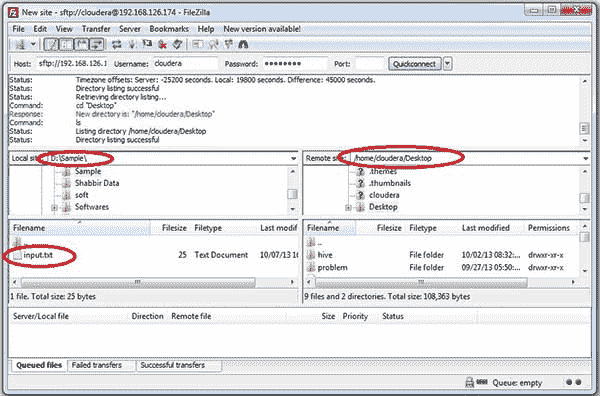 New site - sftp://cloudera@192.168.126.174 - FileZilla
File Edit View Transfer Server Bookmarks Help New version available!
Host: sftp://192.168.126.1 Username: cloudera Password: ●●●●●●●● Port: Quickconnect
Status: Timezone offsets: Server: -25200 seconds. Local: 19800 seconds. Difference: 45000 seconds.
Status: Directory listing successful
Status: Retrieving directory listing...
Command: cd "Desktop"
Response: New directory is: "/home/cloudera/Desktop"
Command: ls
Status: Listing directory /home/cloudera/Desktop
Status: Directory listing successful
Local site: D:\Sample\ Remote site: /home/cloudera/Desktop
Sample .themes
Shabbir Data .thumbnails
soft cloudera
Softwares Desktop
Filename Filesize Filetype Last modif Filename Filesize Filetype Last modified Permissions
.. ..
input.txt 25 Text Document 10/07/13 16 hive File folder 10/02/13 08:32:... drwxr-xr-x
problem File folder 09/27/13 05:50:... drwxr-xr-x
1 file. Total size: 25 bytes 9 files and 2 directories. Total size: 108,363 bytes
Server/Local file Direction Remote file Size Priority Status
Queued files Failed transfers Successful transfers
Queue: empty